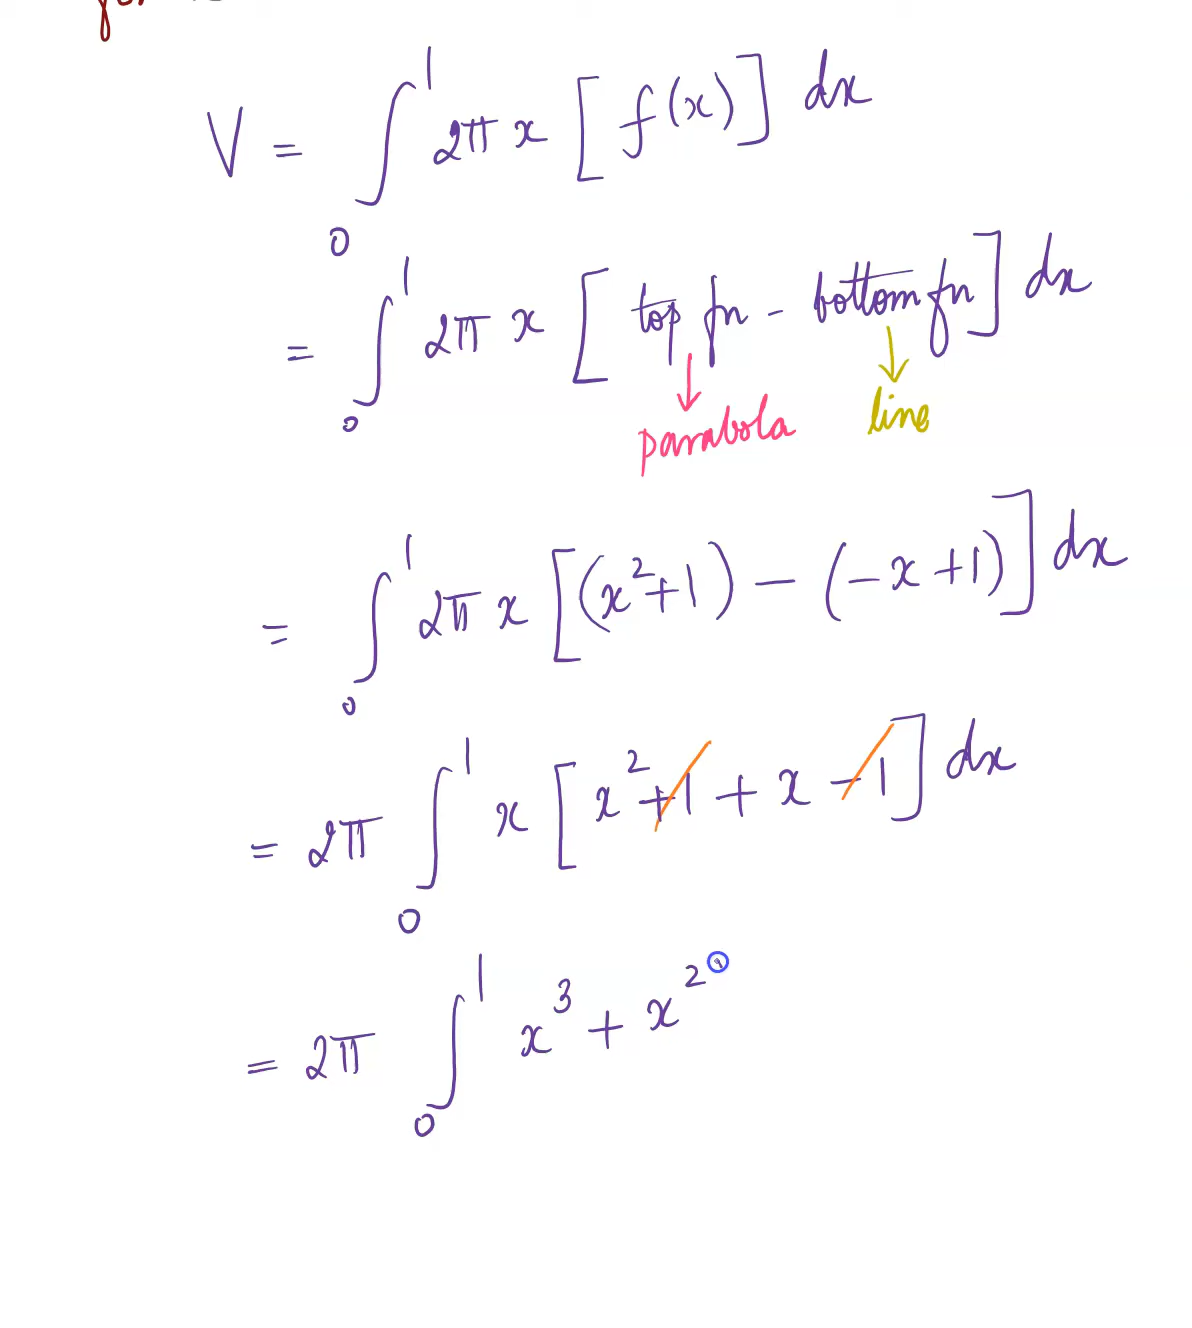 V = ∫₀¹ 2π x [ f(x) ] dx
= ∫₀¹ 2π x [ top fn - bottom fn ] dx
parabola line
= ∫₀¹ 2π x [ (x²+1) - (-x+1) ] dx
= 2π ∫₀¹ x [ x²+1 + x -1 ] dx
= 2π ∫₀¹ x³ + x²